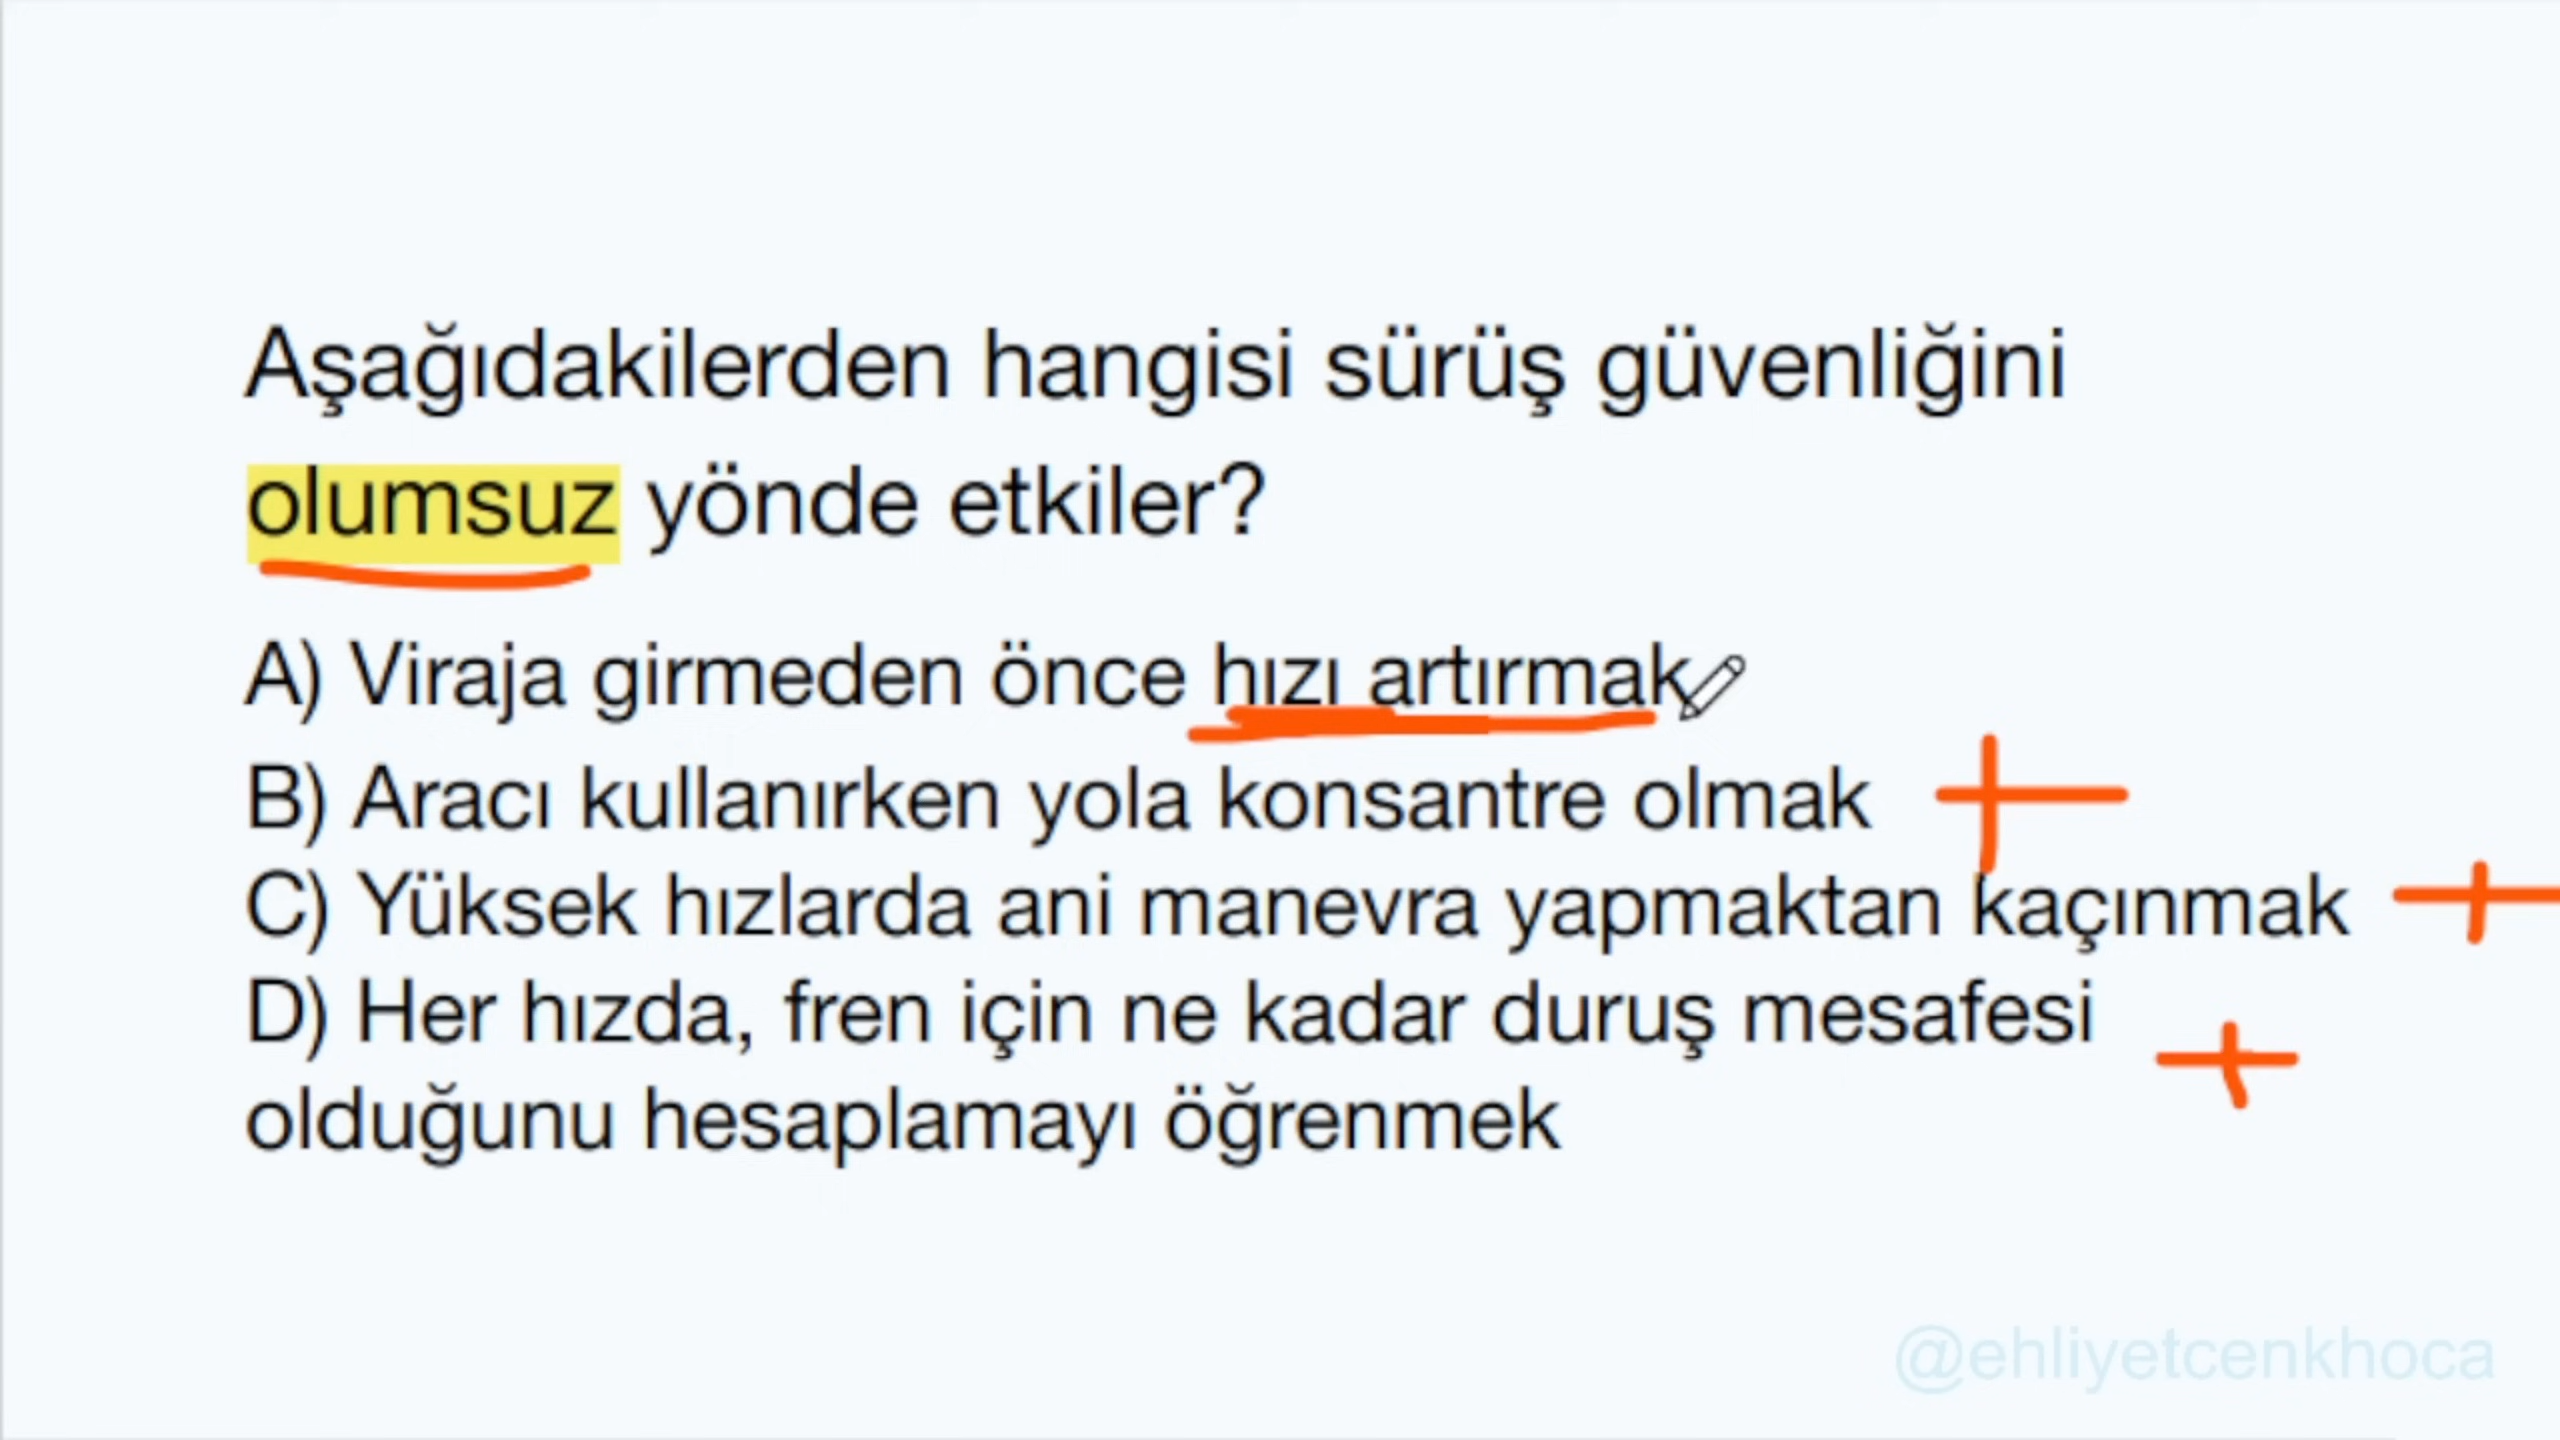 Aşağıdakilerden hangisi sürüş güvenliğini
olumsuz yönde etkiler?
A) Viraja girmeden önce hızı artırmak
B) Aracı kullanırken yola konsantre olmak
C) Yüksek hızlarda ani manevra yapmaktan kaçınmak
D) Her hızda, fren için ne kadar duruş mesafesi
olduğunu hesaplamayı öğrenmek
@ehliyetcenkhoca